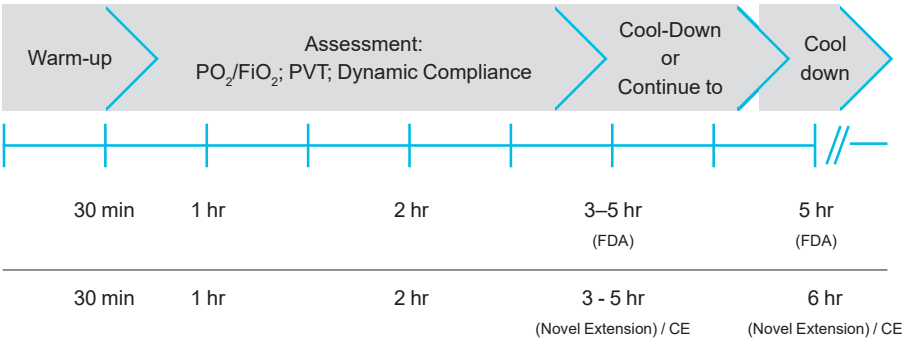 Warm-up
Assessment:
PO₂/FiO₂; PVT; Dynamic Compliance
Cool-Down
or
Continue to
Cool
down
30 min 1 hr 2 hr 3–5 hr 5 hr
(FDA) (FDA)
30 min 1 hr 2 hr 3 - 5 hr 6 hr
(Novel Extension) / CE (Novel Extension) / CE